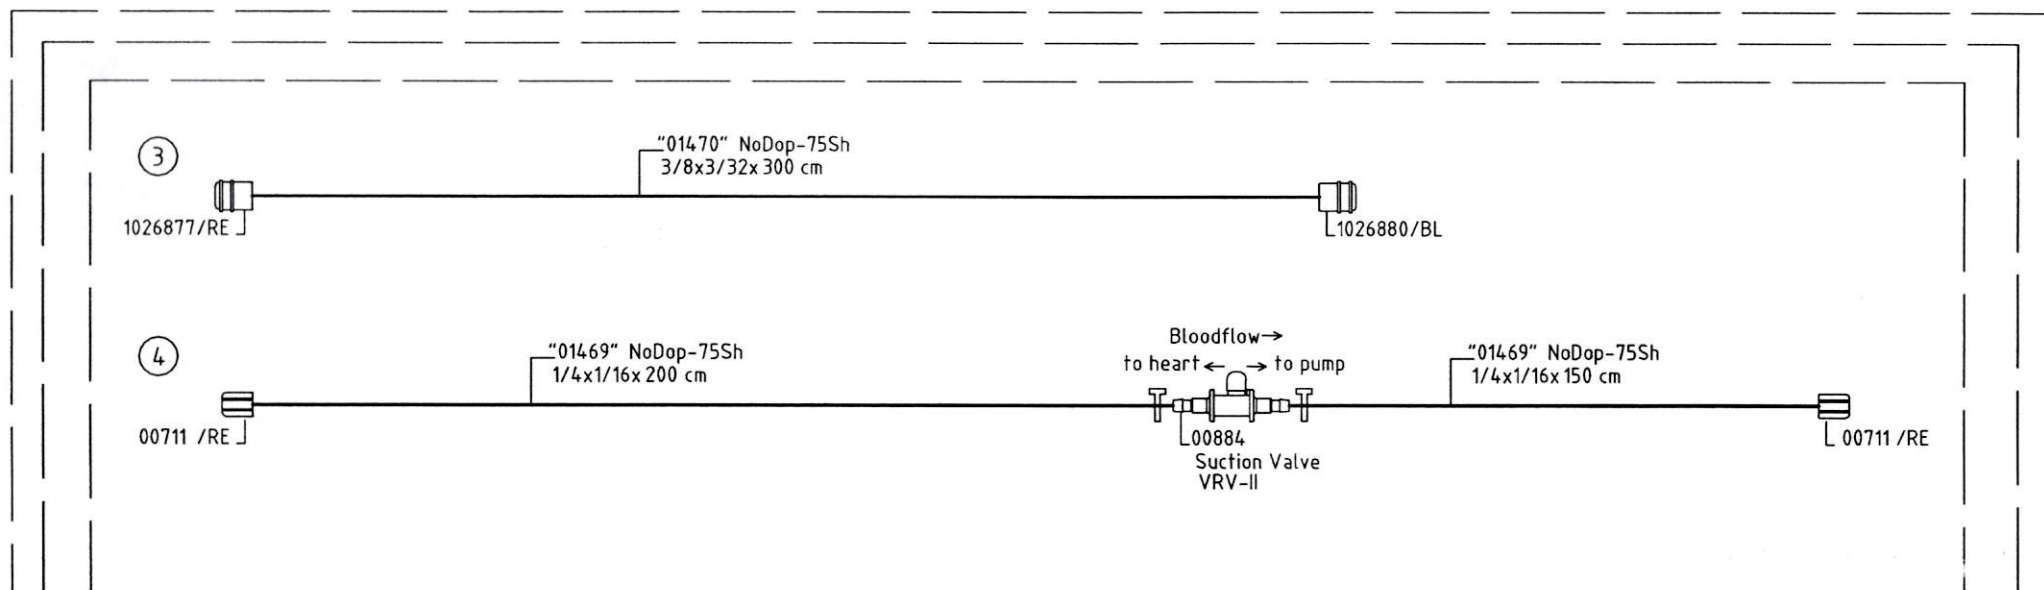 3
"01470" NoDop-75Sh
3/8x3/32x 300 cm
1026877/RE
1026880/BL
4
"01469" NoDop-75Sh
1/4x1/16x 200 cm
Bloodflow→
to heart ← → to pump
"01469" NoDop-75Sh
1/4x1/16x 150 cm
00711 /RE
00884
Suction Valve
VRV-II
00711 /RE